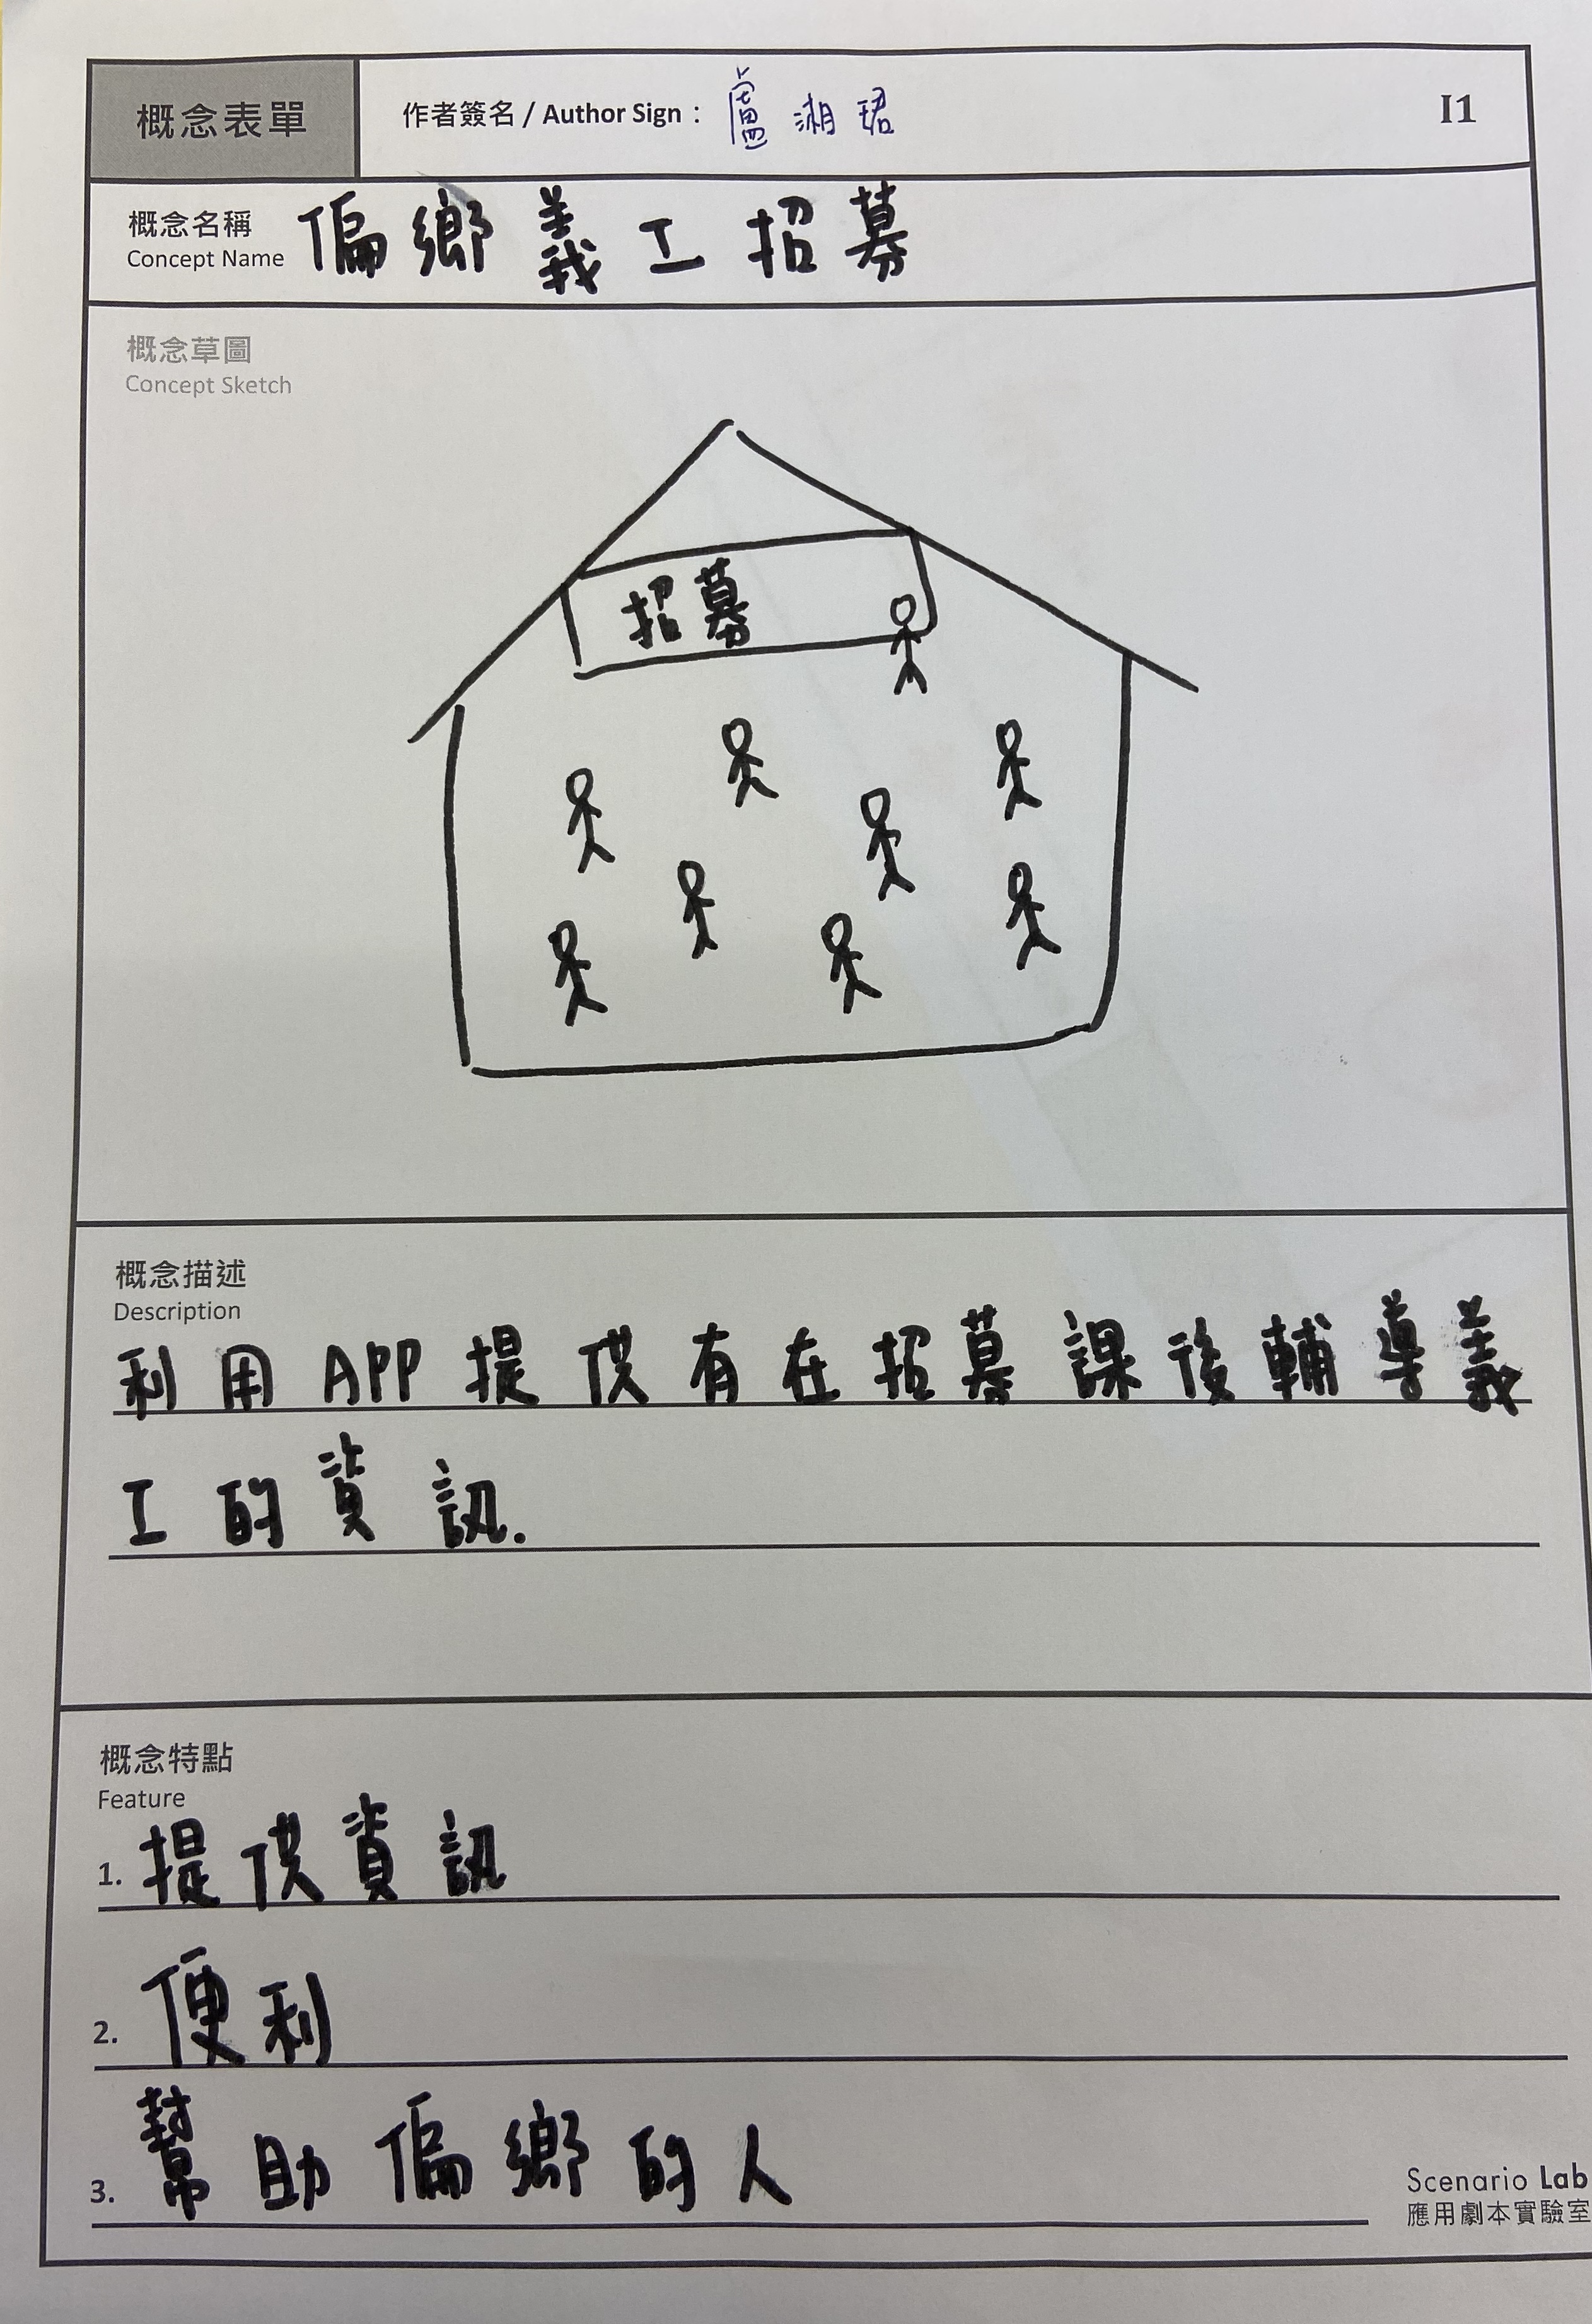 概念表單
作者簽名 / Author Sign : 盧湘珺
I1
概念名稱 偏鄉義工招募
Concept Name
概念草圖
Concept Sketch
招募
概念描述
Description
利用APP提供有在招募課後輔導義
工的資訊.
概念特點
Feature
1. 提供資訊
2. 便利
3. 幫助偏鄉的人
Scenario Lab
應用劇本實驗室